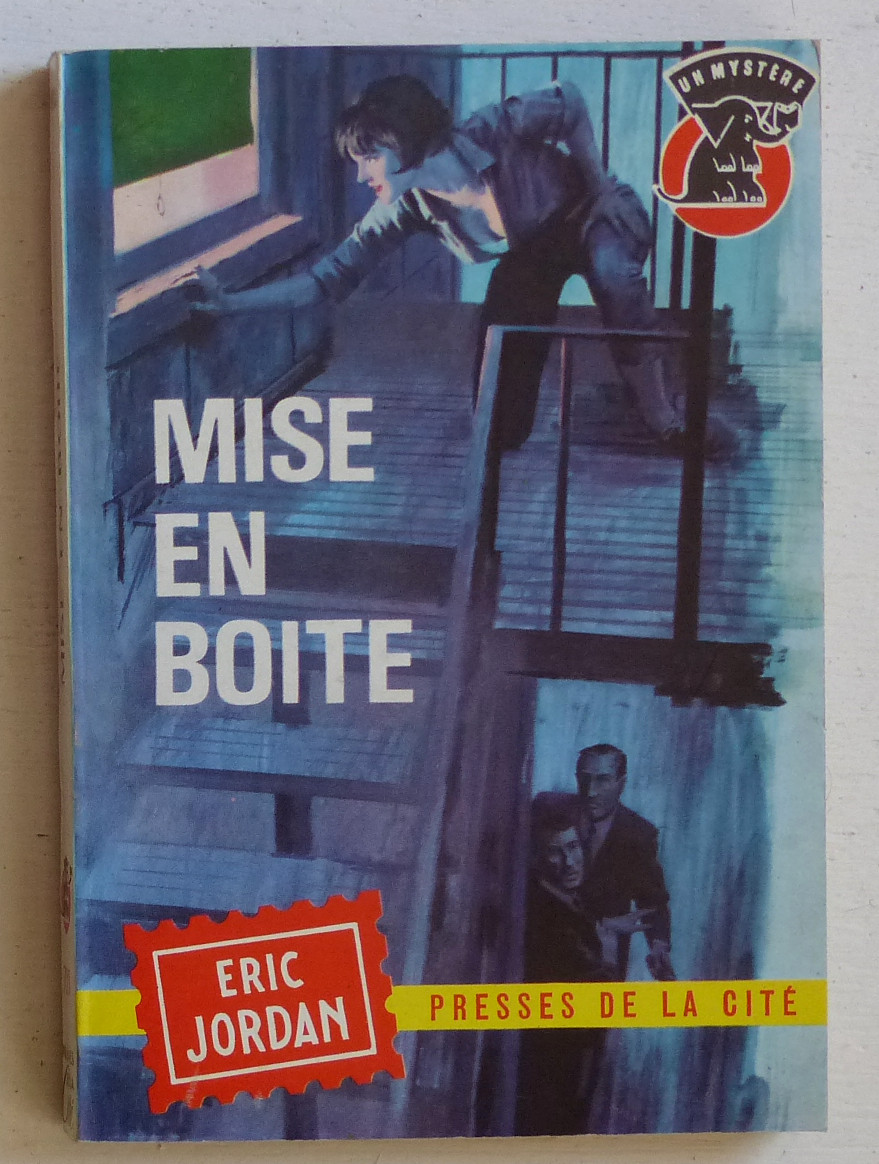 UN MYSTÈRE
MISE
EN
BOITE
ERIC
JORDAN
PRESSES DE LA CITÉ